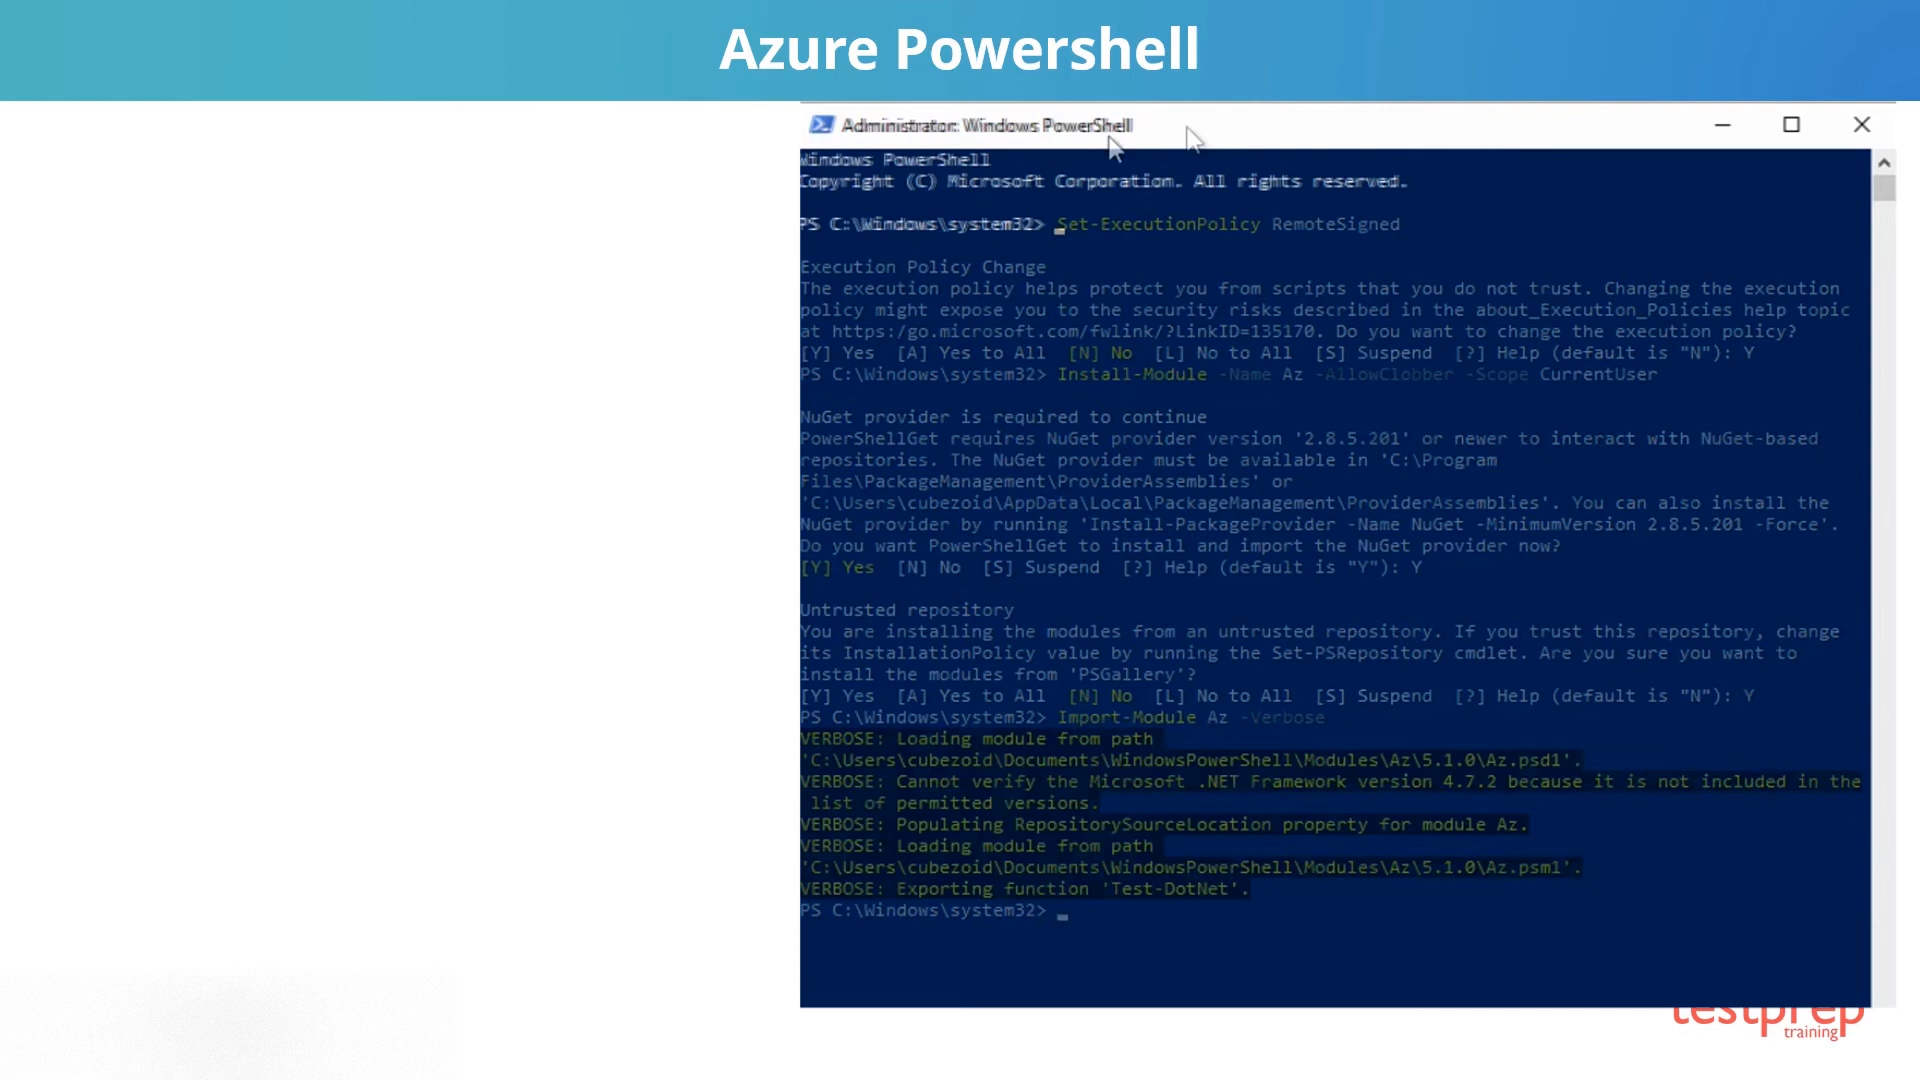 Azure Powershell
Administrator: Windows PowerShell
Windows PowerShell
Copyright (C) Microsoft Corporation. All rights reserved.
PS C:\Windows\system32> Set-ExecutionPolicy RemoteSigned
Execution Policy Change
The execution policy helps protect you from scripts that you do not trust. Changing the execution
policy might expose you to the security risks described in the about_Execution_Policies help topic
at https:/go.microsoft.com/fwlink/?LinkID=135170. Do you want to change the execution policy?
[Y] Yes  [A] Yes to All  [N] No  [L] No to All  [S] Suspend  [?] Help (default is "N"): Y
PS C:\Windows\system32> Install-Module -Name Az -AllowClobber -Scope CurrentUser
NuGet provider is required to continue
PowerShellGet requires NuGet provider version '2.8.5.201' or newer to interact with NuGet-based
repositories. The NuGet provider must be available in 'C:\Program
Files\PackageManagement\ProviderAssemblies' or
'C:\Users\cubezoid\AppData\Local\PackageManagement\ProviderAssemblies'. You can also install the
NuGet provider by running 'Install-PackageProvider -Name NuGet -MinimumVersion 2.8.5.201 -Force'.
Do you want PowerShellGet to install and import the NuGet provider now?
[Y] Yes  [N] No  [S] Suspend  [?] Help (default is "Y"): Y
Untrusted repository
You are installing the modules from an untrusted repository. If you trust this repository, change
its InstallationPolicy value by running the Set-PSRepository cmdlet. Are you sure you want to
install the modules from 'PSGallery'?
[Y] Yes  [A] Yes to All  [N] No  [L] No to All  [S] Suspend  [?] Help (default is "N"): Y
PS C:\Windows\system32> Import-Module Az -Verbose
VERBOSE: Loading module from path
'C:\Users\cubezoid\Documents\WindowsPowerShell\Modules\Az\5.1.0\Az.psd1'.
VERBOSE: Cannot verify the Microsoft .NET Framework version 4.7.2 because it is not included in the
list of permitted versions.
VERBOSE: Populating RepositorySourceLocation property for module Az.
VERBOSE: Loading module from path
'C:\Users\cubezoid\Documents\WindowsPowerShell\Modules\Az\5.1.0\Az.psm1'.
VERBOSE: Exporting function 'Test-DotNet'.
PS C:\Windows\system32>
testprep
training